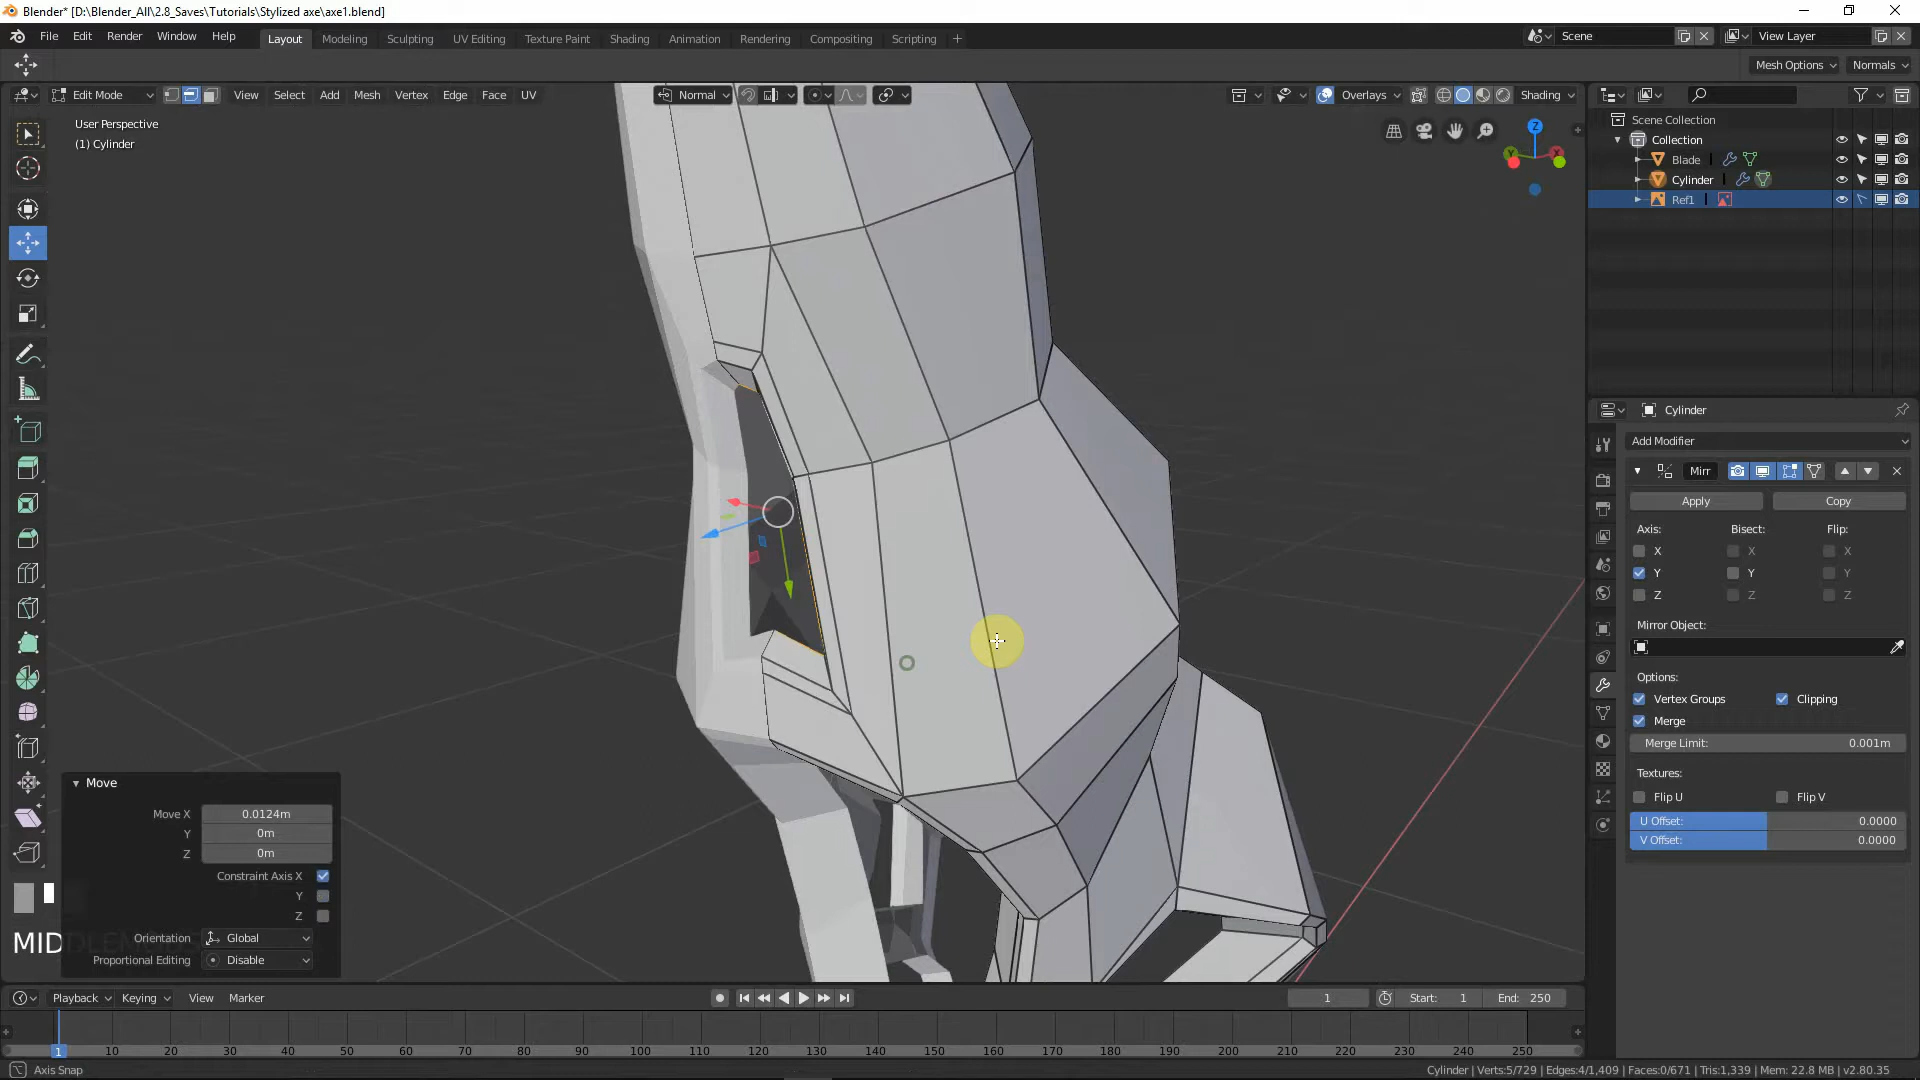 Blender* [D:\Blender_All\2.8_Saves\Tutorials\Stylized axe\axe1.blend]
File Edit Render Window Help Layout Modeling Sculpting UV Editing Texture Paint Shading Animation Rendering Compositing Scripting + Scene View Layer
Mesh Options Normals
Edit Mode View Select Add Mesh Vertex Edge Face UV Normal Overlays Shading
User Perspective
(1) Cylinder
Z
Y
X
Scene Collection
Collection
Blade
Cylinder
Ref1
Cylinder
Add Modifier
Mirr
Apply Copy
Axis: Bisect: Flip:
X X X
Y Y Y
Z Z Z
Mirror Object:
Options:
Vertex Groups Clipping
Merge
Merge Limit: 0.001m
Textures:
Flip U Flip V
U Offset: 0.0000
V Offset: 0.0000
Move
Move X 0.0124m
Y 0m
Z 0m
Constraint Axis X
Y
Z
Orientation Global
Proportional Editing Disable
MIDDLEM
Playback Keying View Marker 1 Start: 1 End: 250
1 10 20 30 40 50 60 70 80 90 100 110 120 130 140 150 160 170 180 190 200 210 220 230 240 250
Axis Snap
Cylinder | Verts:5/729 | Edges:4/1,409 | Faces:0/671 | Tris:1,339 | Mem: 22.8 MB | v2.80.35